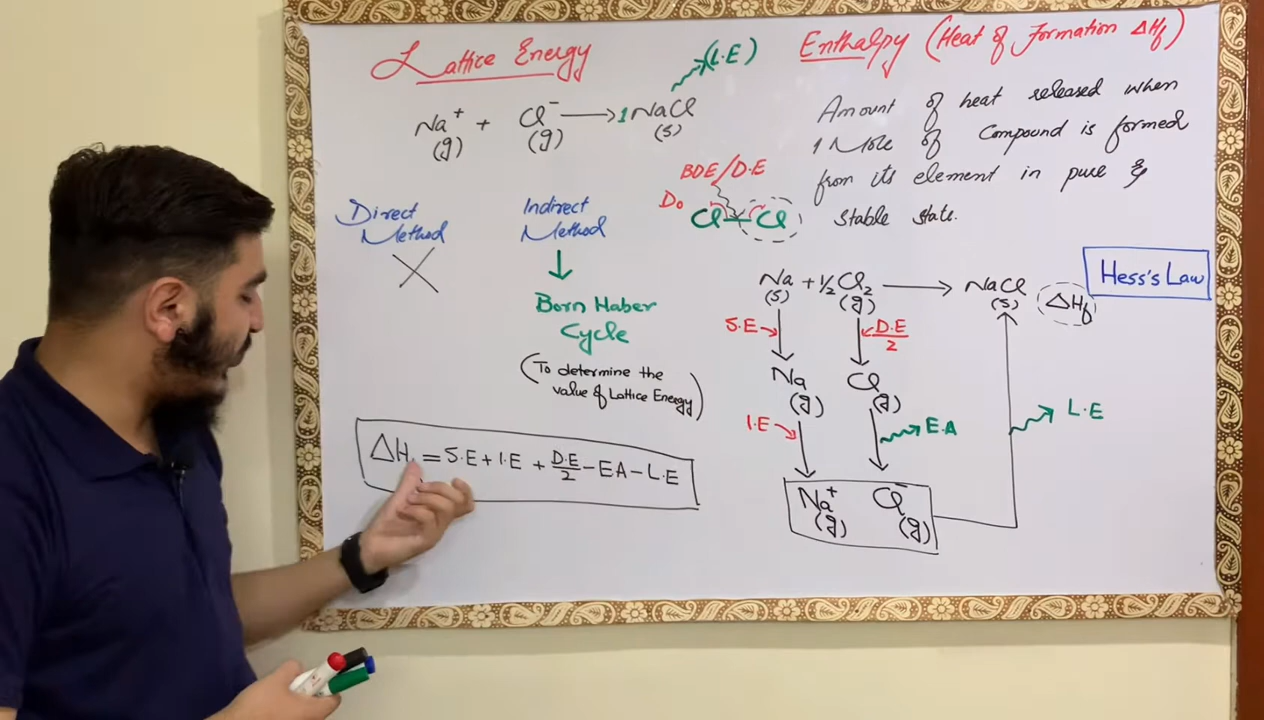 Lattice Energy
(L.E)
Na⁺ + Cl⁻ → 1 NaCl
(g) (g) (s)
Direct
Method
Indirect
Method
Born Haber
Cycle
(To determine the
value of Lattice Energy)
ΔH = S.E + I.E + D.E/2 - EA - L.E
BDE/D.E
Do
Cl-Cl
Enthalpy (Heat of Formation ΔHf)
Amount of heat released when
1 Mole of Compound is formed
from its element in pure &
stable state.
Hess's Law
Na + 1/2 Cl₂ → NaCl
(s) (g) (s) ΔHf
S.E D.E/2
Na Cl
(g) (g)
I.E E.A L.E
Na⁺ Cl⁻
(g) (g)